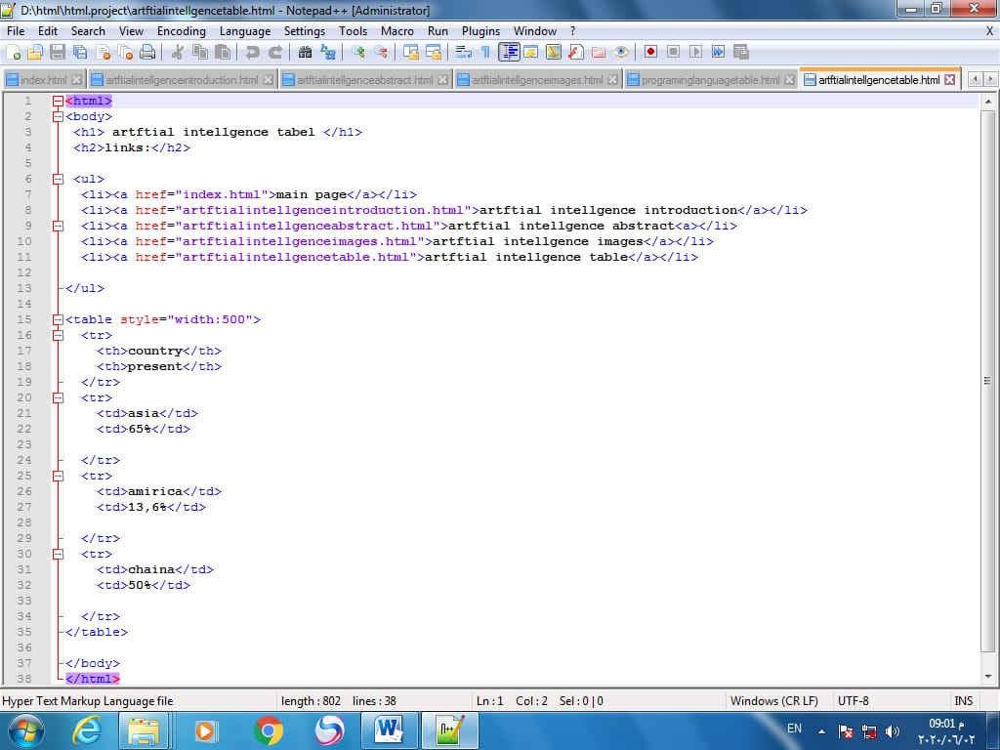 D:\html\html.project\artftialintellgencetable.html - Notepad++ [Administrator]
File Edit Search View Encoding Language Settings Tools Macro Run Plugins Window ? X
index.html artftialintellgenceintroduction.html artftialintellgenceabstract.html artftialintellgenceimages.html programinglanguagetable.html artftialintellgencetable.html
1 <html>
2 <body>
3 <h1> artftial intellgence tabel </h1>
4 <h2>links:</h2>
5
6 <ul>
7 <li><a href="index.html">main page</a></li>
8 <li><a href="artftialintellgenceintroduction.html">artftial intellgence introduction</a></li>
9 <li><a href="artftialintellgenceabstract.html">artftial intellgence abstract<a></li>
10 <li><a href="artftialintellgenceimages.html">artftial intellgence images</a></li>
11 <li><a href="artftialintellgencetable.html">artftial intellgence table</a></li>
12
13 </ul>
14
15 <table style="width:500">
16 <tr>
17 <th>country</th>
18 <th>present</th>
19 </tr>
20 <tr>
21 <td>asia</td>
22 <td>65%</td>
23
24 </tr>
25 <tr>
26 <td>amirica</td>
27 <td>13,6%</td>
28
29 </tr>
30 <tr>
31 <td>chaina</td>
32 <td>50%</td>
33
34 </tr>
35 </table>
36
37 </body>
38 </html>
Hyper Text Markup Language file length : 802 lines : 38 Ln : 1 Col : 2 Sel : 0 | 0 Windows (CR LF) UTF-8 INS
EN 09:01 م
٢٠٢٠/٠٦/٠٢